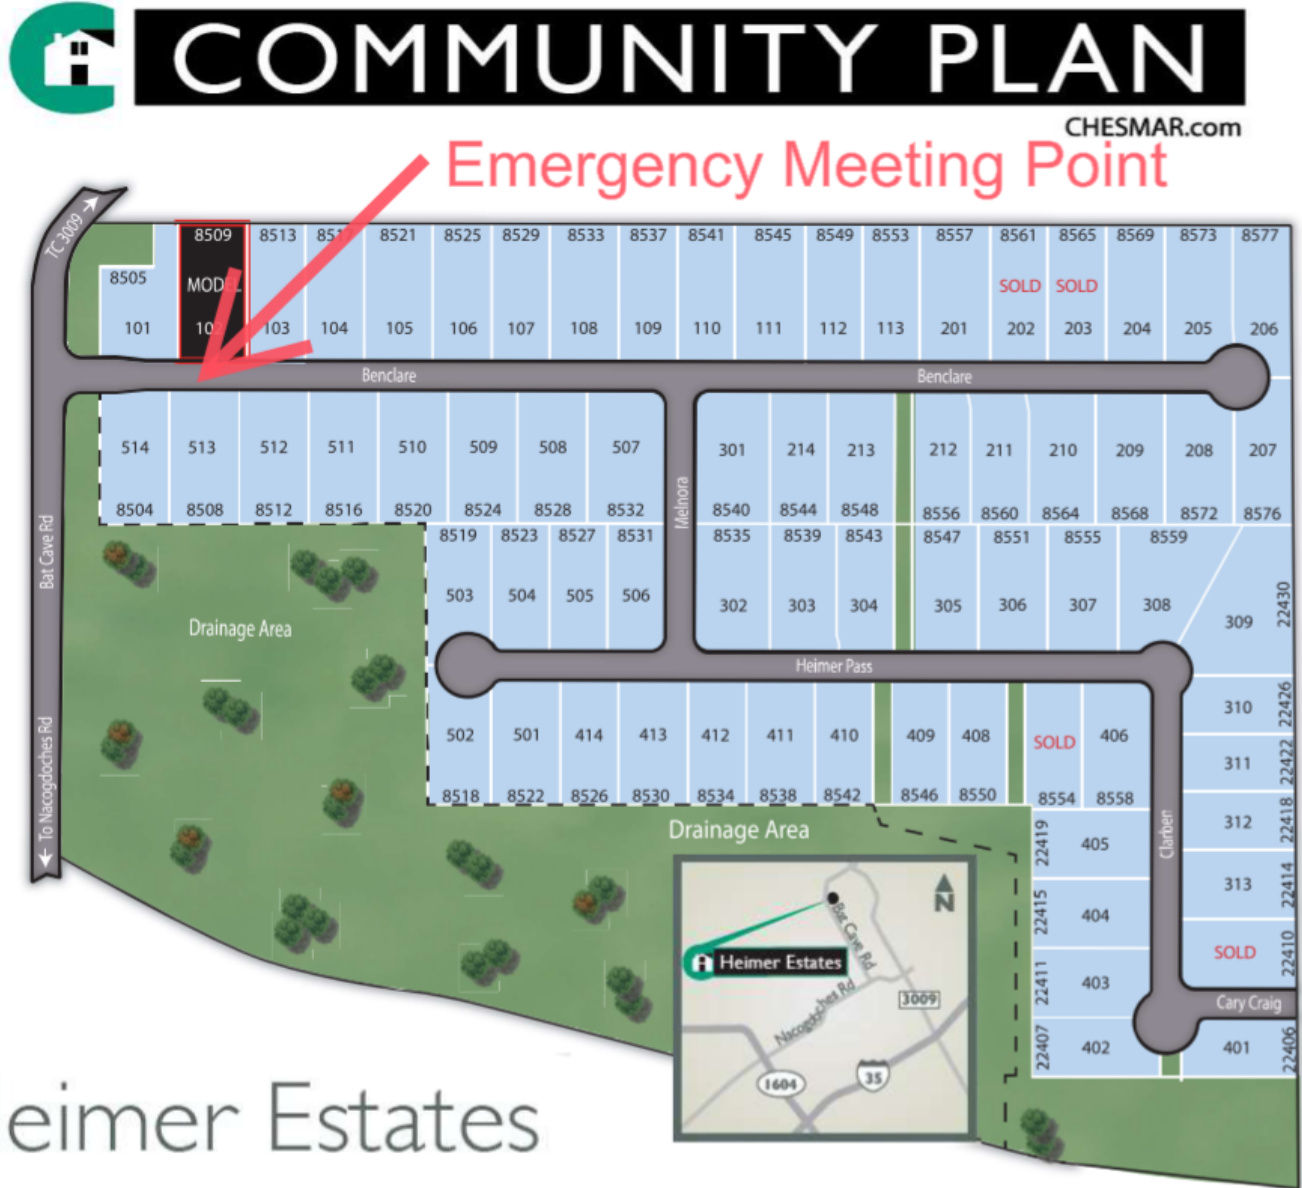 COMMUNITY PLAN
CHESMAR.com
Emergency Meeting Point
TC 3009
8509 8513 8517 8521 8525 8529 8533 8537 8541 8545 8549 8553 8557 8561 8565 8569 8573 8577
8505 MODEL SOLD SOLD
101 102 103 104 105 106 107 108 109 110 111 112 113 201 202 203 204 205 206
Benclare Benclare
514 513 512 511 510 509 508 507 301 214 213 212 211 210 209 208 207
8504 8508 8512 8516 8520 8524 8528 8532 8540 8544 8548 8556 8560 8564 8568 8572 8576
Melnora
Bat Cave Rd
8519 8523 8527 8531 8535 8539 8543 8547 8551 8555 8559
503 504 505 506 302 303 304 305 306 307 308 309 22430
Drainage Area
Heimer Pass
502 501 414 413 412 411 410 409 408 SOLD 406
8518 8522 8526 8530 8534 8538 8542 8546 8550 8554 8558
310 22426
311 22422
312 22418
313 22414
SOLD 22410
To Nacogdoches Rd
Drainage Area
Clarben
22419 405
22415 404
22411 403
22407 402
Cary Craig
401 22406
N
Bat Cave Rd
Heimer Estates
Nacogdoches Rd
3009
1604
35
eimer Estates